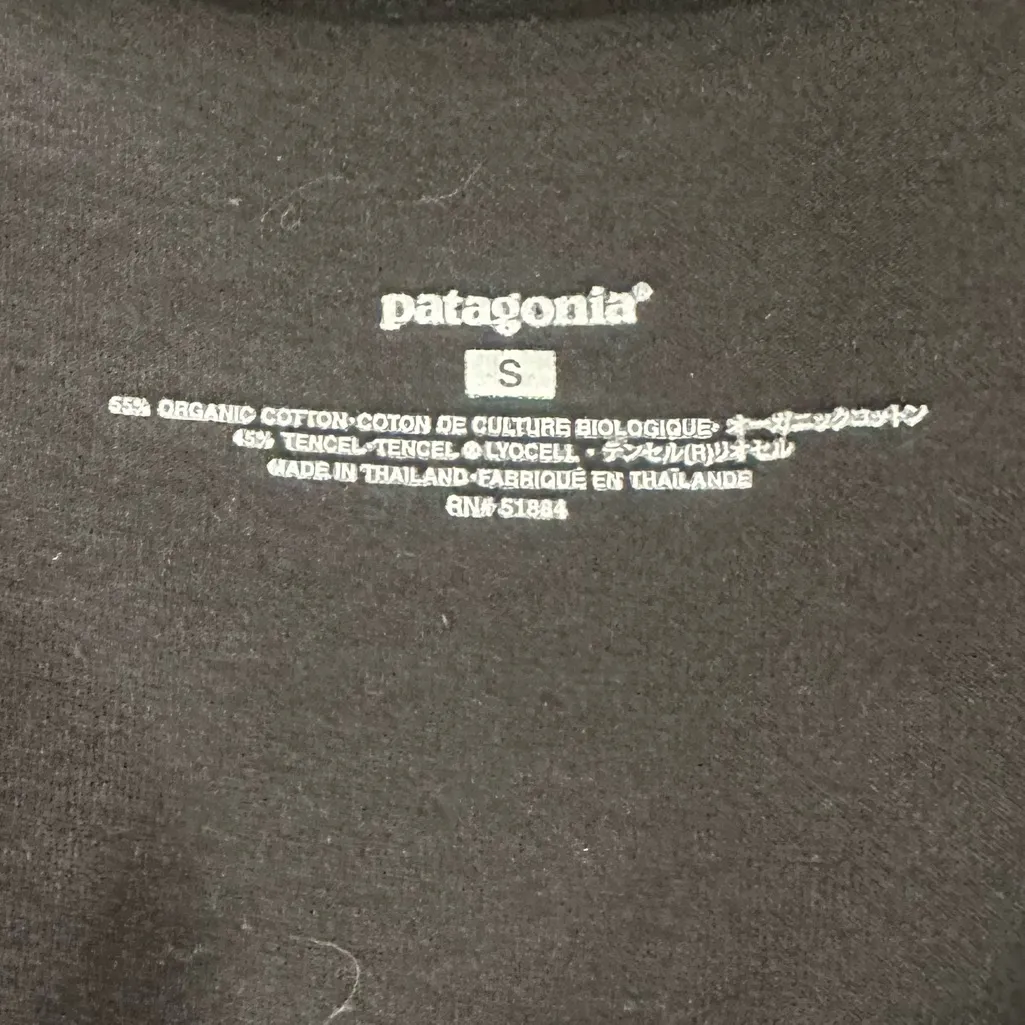 patagonia®
S
55% ORGANIC COTTON·COTON DE CULTURE BIOLOGIQUE· オーガニックコットン
45% TENCEL·TENCEL ® LYOCELL · テンセル(R)リオセル
MADE IN THAILAND·FABRIQUÉ EN THAÏLANDE
RN# 51884